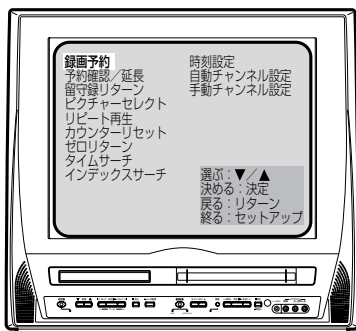 録画予約
予約確認／延長
留守録リターン
ピクチャーセレクト
リピート再生
カウンターリセット
ゼロリターン
タイムサーチ
インデックスサーチ
時刻設定
自動チャンネル設定
手動チャンネル設定
選ぶ：▼／▲
決める：決定
戻る：リターン
終る：セットアップ